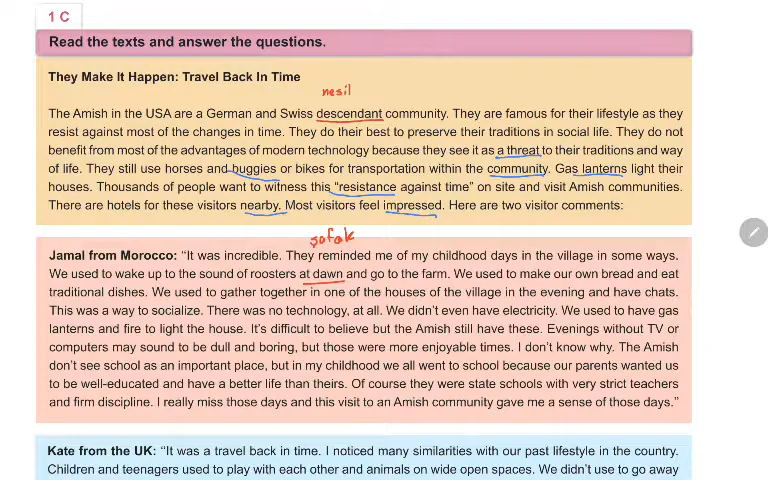 1 C
Read the texts and answer the questions.
They Make It Happen: Travel Back In Time
nesil
The Amish in the USA are a German and Swiss descendant community. They are famous for their lifestyle as they
resist against most of the changes in time. They do their best to preserve their traditions in social life. They do not
benefit from most of the advantages of modern technology because they see it as a threat to their traditions and way
of life. They still use horses and buggies or bikes for transportation within the community. Gas lanterns light their
houses. Thousands of people want to witness this “resistance against time” on site and visit Amish communities.
There are hotels for these visitors nearby. Most visitors feel impressed. Here are two visitor comments:
şafak
Jamal from Morocco: “It was incredible. They reminded me of my childhood days in the village in some ways.
We used to wake up to the sound of roosters at dawn and go to the farm. We used to make our own bread and eat
traditional dishes. We used to gather together in one of the houses of the village in the evening and have chats.
This was a way to socialize. There was no technology, at all. We didn’t even have electricity. We used to have gas
lanterns and fire to light the house. It’s difficult to believe but the Amish still have these. Evenings without TV or
computers may sound to be dull and boring, but those were more enjoyable times. I don’t know why. The Amish
don’t see school as an important place, but in my childhood we all went to school because our parents wanted us
to be well-educated and have a better life than theirs. Of course they were state schools with very strict teachers
and firm discipline. I really miss those days and this visit to an Amish community gave me a sense of those days.”
Kate from the UK: “It was a travel back in time. I noticed many similarities with our past lifestyle in the country.
Children and teenagers used to play with each other and animals on wide open spaces. We didn’t use to go away